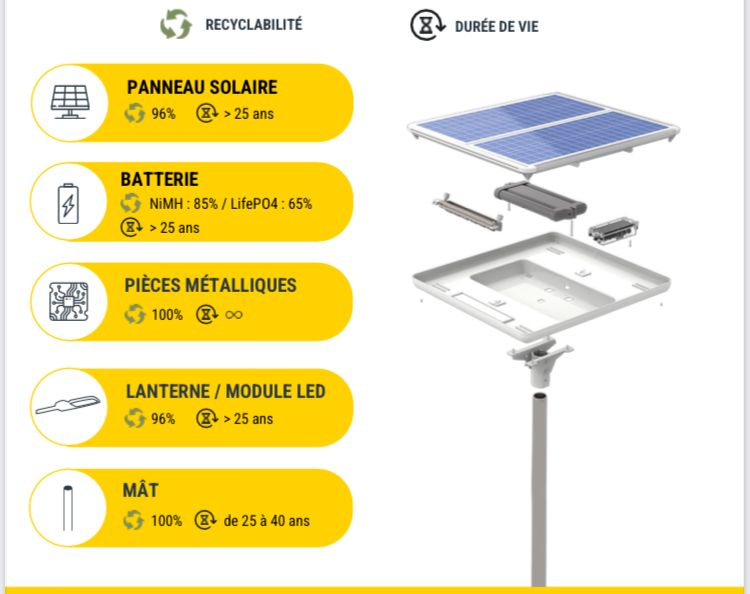 RECYCLABILITÉ
DURÉE DE VIE
PANNEAU SOLAIRE
96% > 25 ans
BATTERIE
NiMH : 85% / LifePO4 : 65%
> 25 ans
PIÈCES MÉTALLIQUES
100% ∞
LANTERNE / MODULE LED
96% > 25 ans
MÂT
100% de 25 à 40 ans